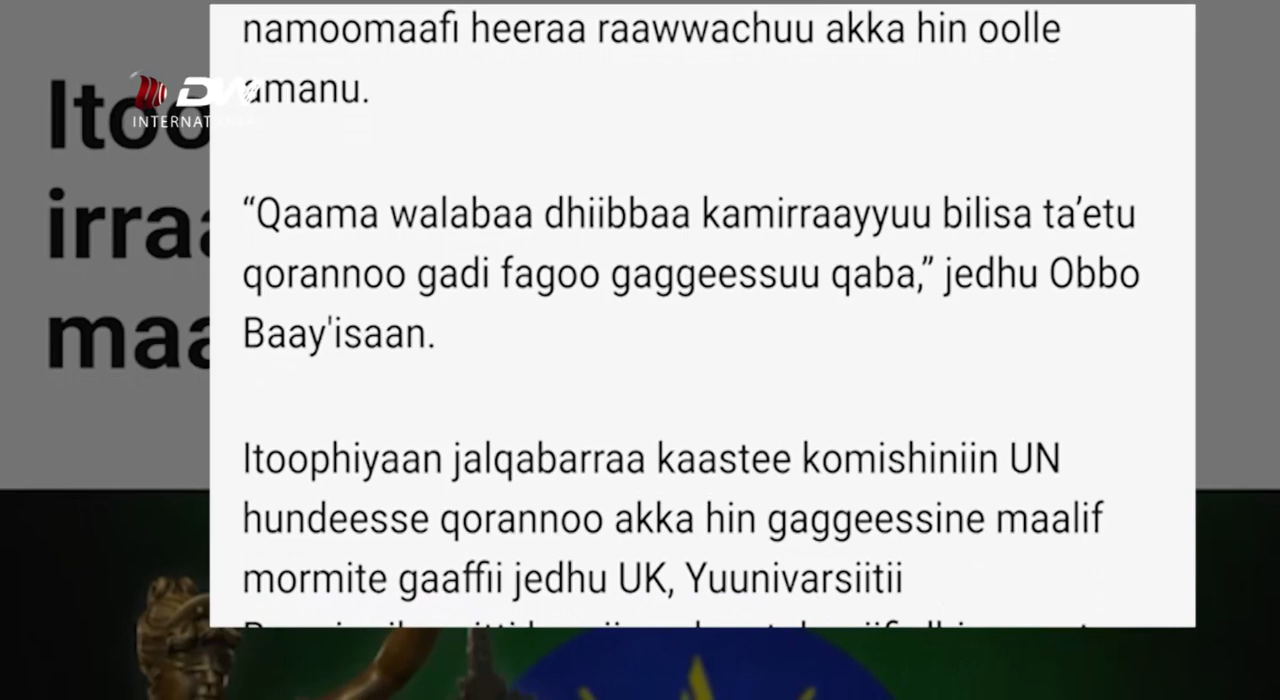 namoomaafi heeraa raawwachuu akka hin oolle
amanu.
“Qaama walabaa dhiibbaa kamirraayyuu bilisa ta’etu
qorannoo gadi fagoo gaggeessuu qaba,” jedhu Obbo
Baay'isaan.
Itoophiyaan jalqabarraa kaastee komishiniin UN
hundeesse qorannoo akka hin gaggeessine maalif
mormite gaaffii jedhu UK, Yuunivarsiitii
DW
INTERNAT
Itoo
irraa
maa